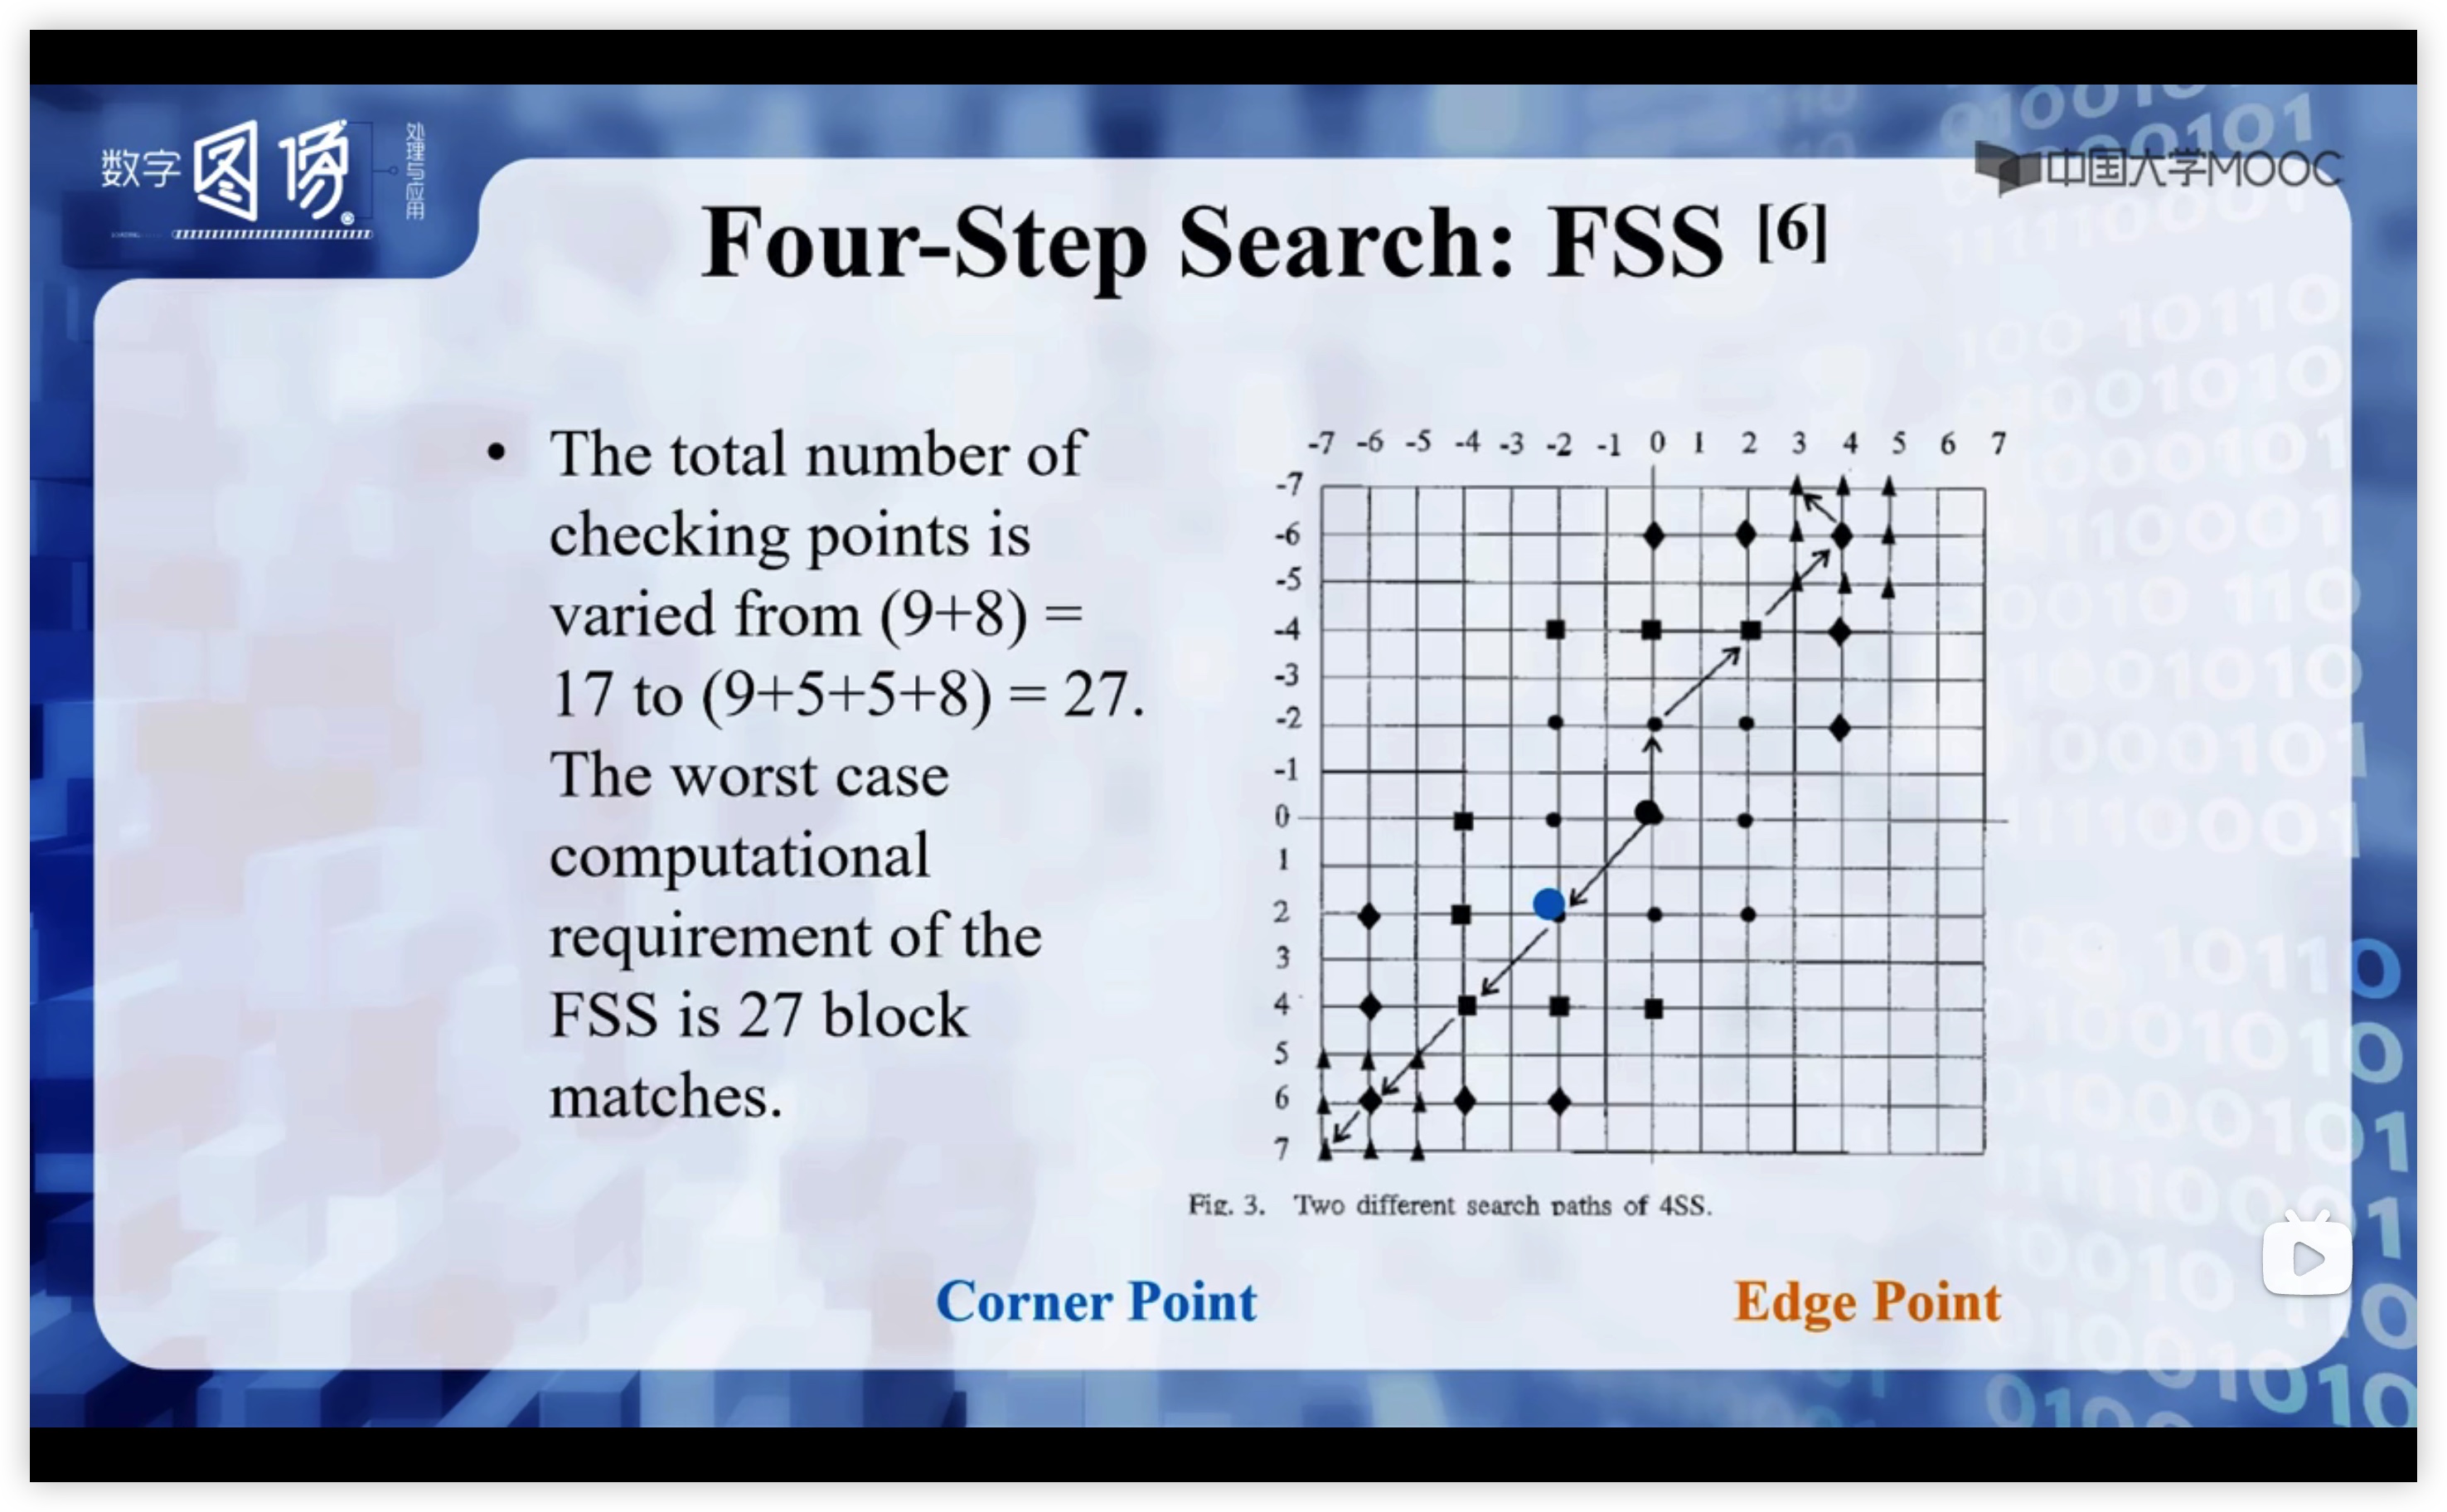 数字图像
处理与应用
中国大学MOOC
Four-Step Search: FSS [6]
• The total number of
checking points is
varied from (9+8) =
17 to (9+5+5+8) = 27.
The worst case
computational
requirement of the
FSS is 27 block
matches.
-7 -6 -5 -4 -3 -2 -1 0 1 2 3 4 5 6 7
-7
-6
-5
-4
-3
-2
-1
0
1
2
3
4
5
6
7
Fig. 3. Two different search paths of 4SS.
Corner Point
Edge Point